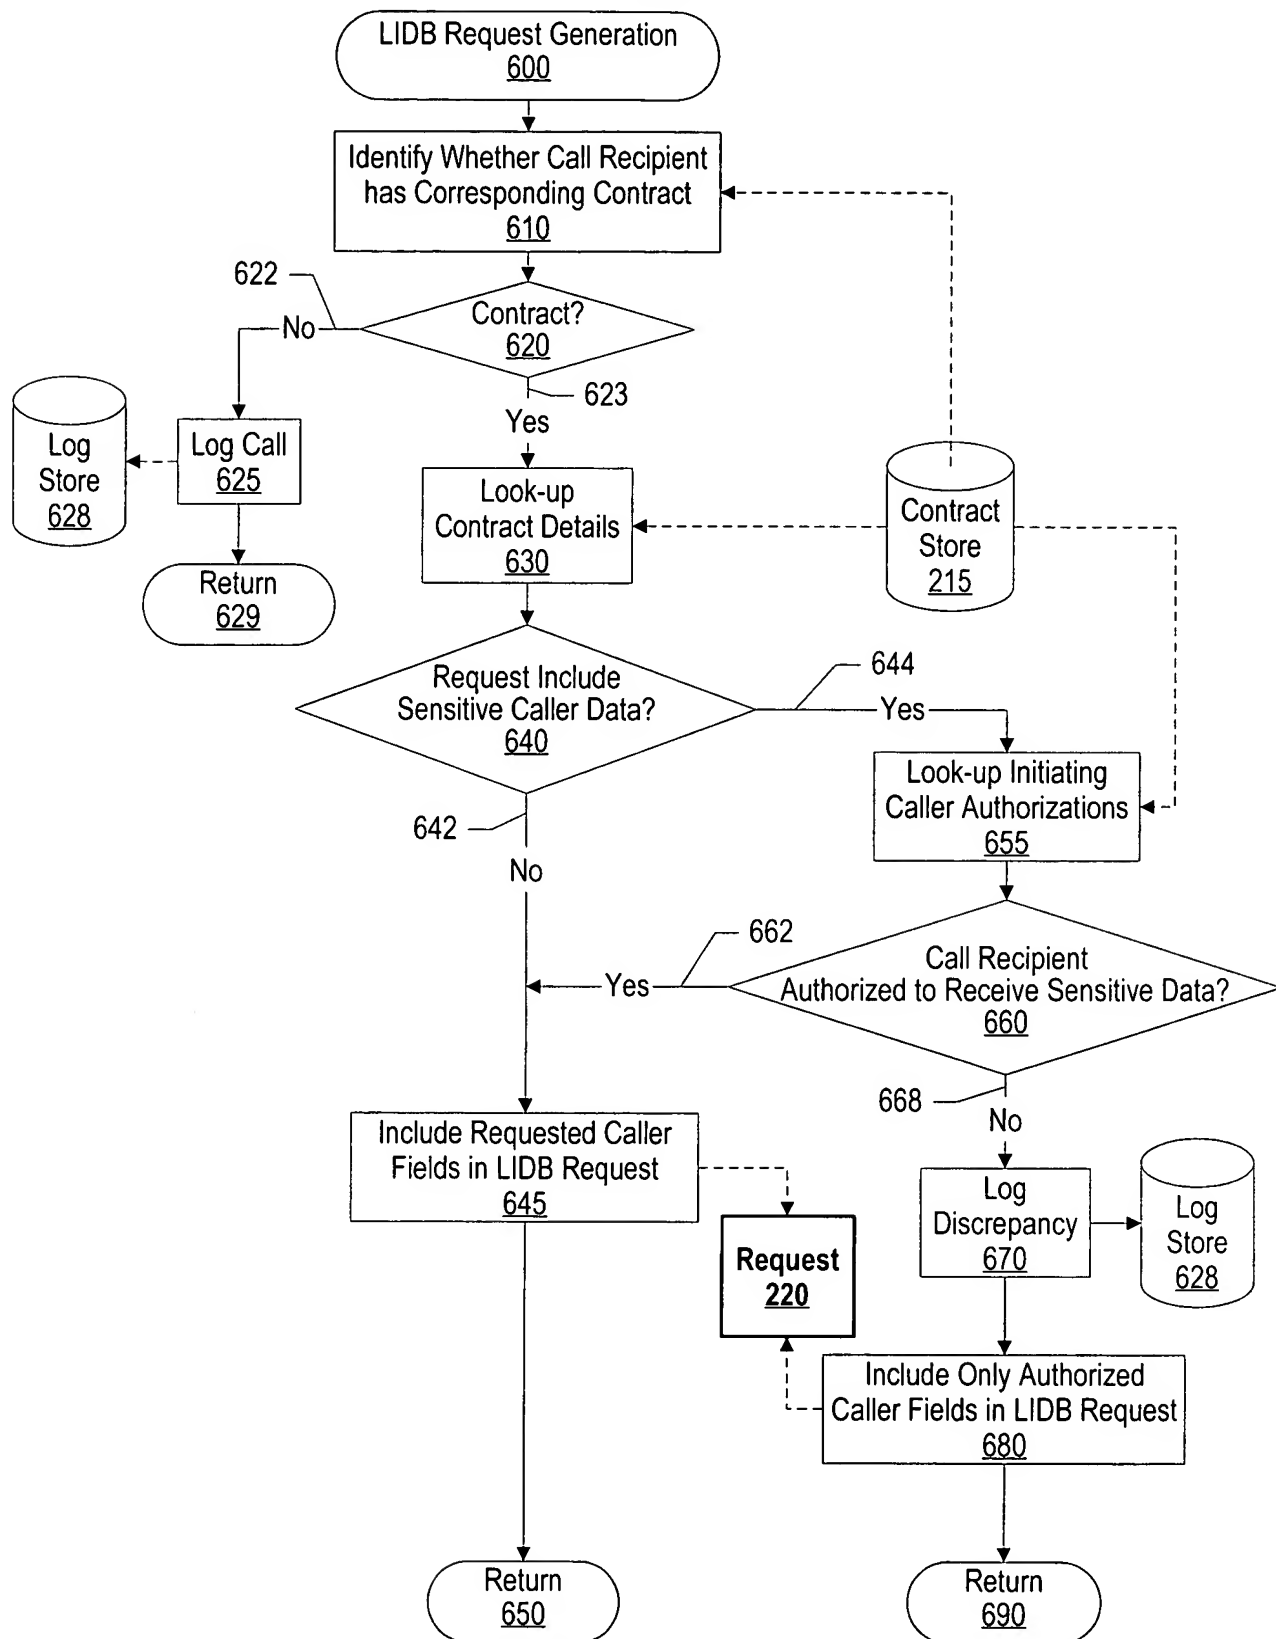 LIDB Request Generation
600
Identify Whether Call Recipient
has Corresponding Contract
610
622
Contract?
620
No
623
Yes
Log
Store
628
Log Call
625
Return
629
Look-up
Contract Details
630
Contract
Store
215
Request Include
Sensitive Caller Data?
640
644
Yes
642
No
Look-up Initiating
Caller Authorizations
655
662
Yes
Call Recipient
Authorized to Receive Sensitive Data?
660
668
No
Include Requested Caller
Fields in LIDB Request
645
Request
220
Log
Discrepancy
670
Log
Store
628
Include Only Authorized
Caller Fields in LIDB Request
680
Return
650
Return
690